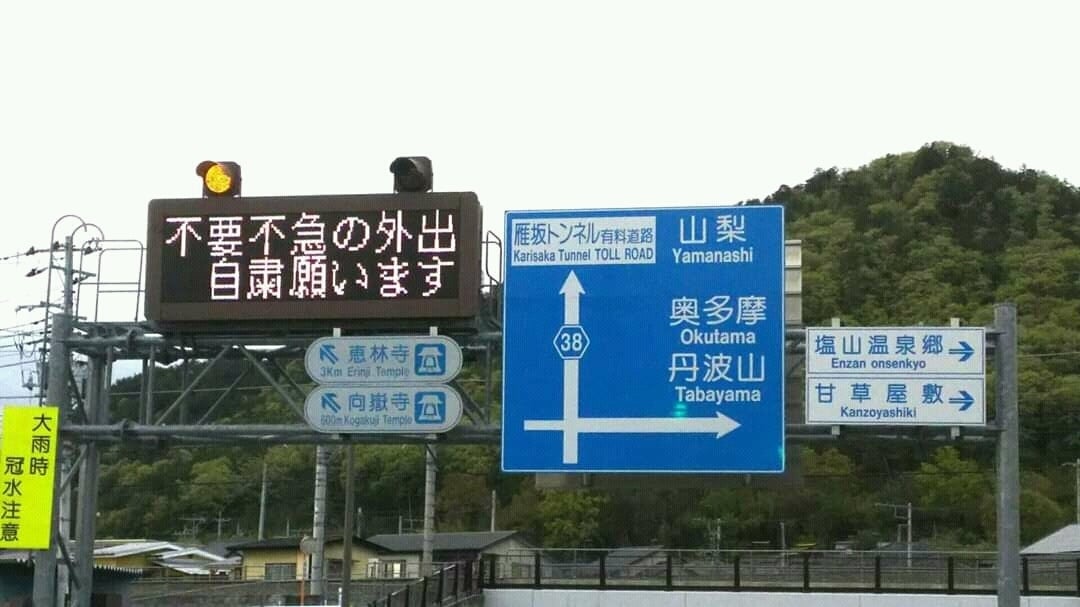 不要不急の外出
自粛願います
恵林寺
3Km Erinji Temple
向嶽寺
500m Kogakuji Temple
大雨時
冠水注意
雁坂トンネル有料道路
Karisaka Tunnel TOLL ROAD
山梨
Yamanashi
38
奥多摩
Okutama
丹波山
Tabayama
塩山温泉郷
Enzan onsenkyo
甘草屋敷
Kanzoyashiki